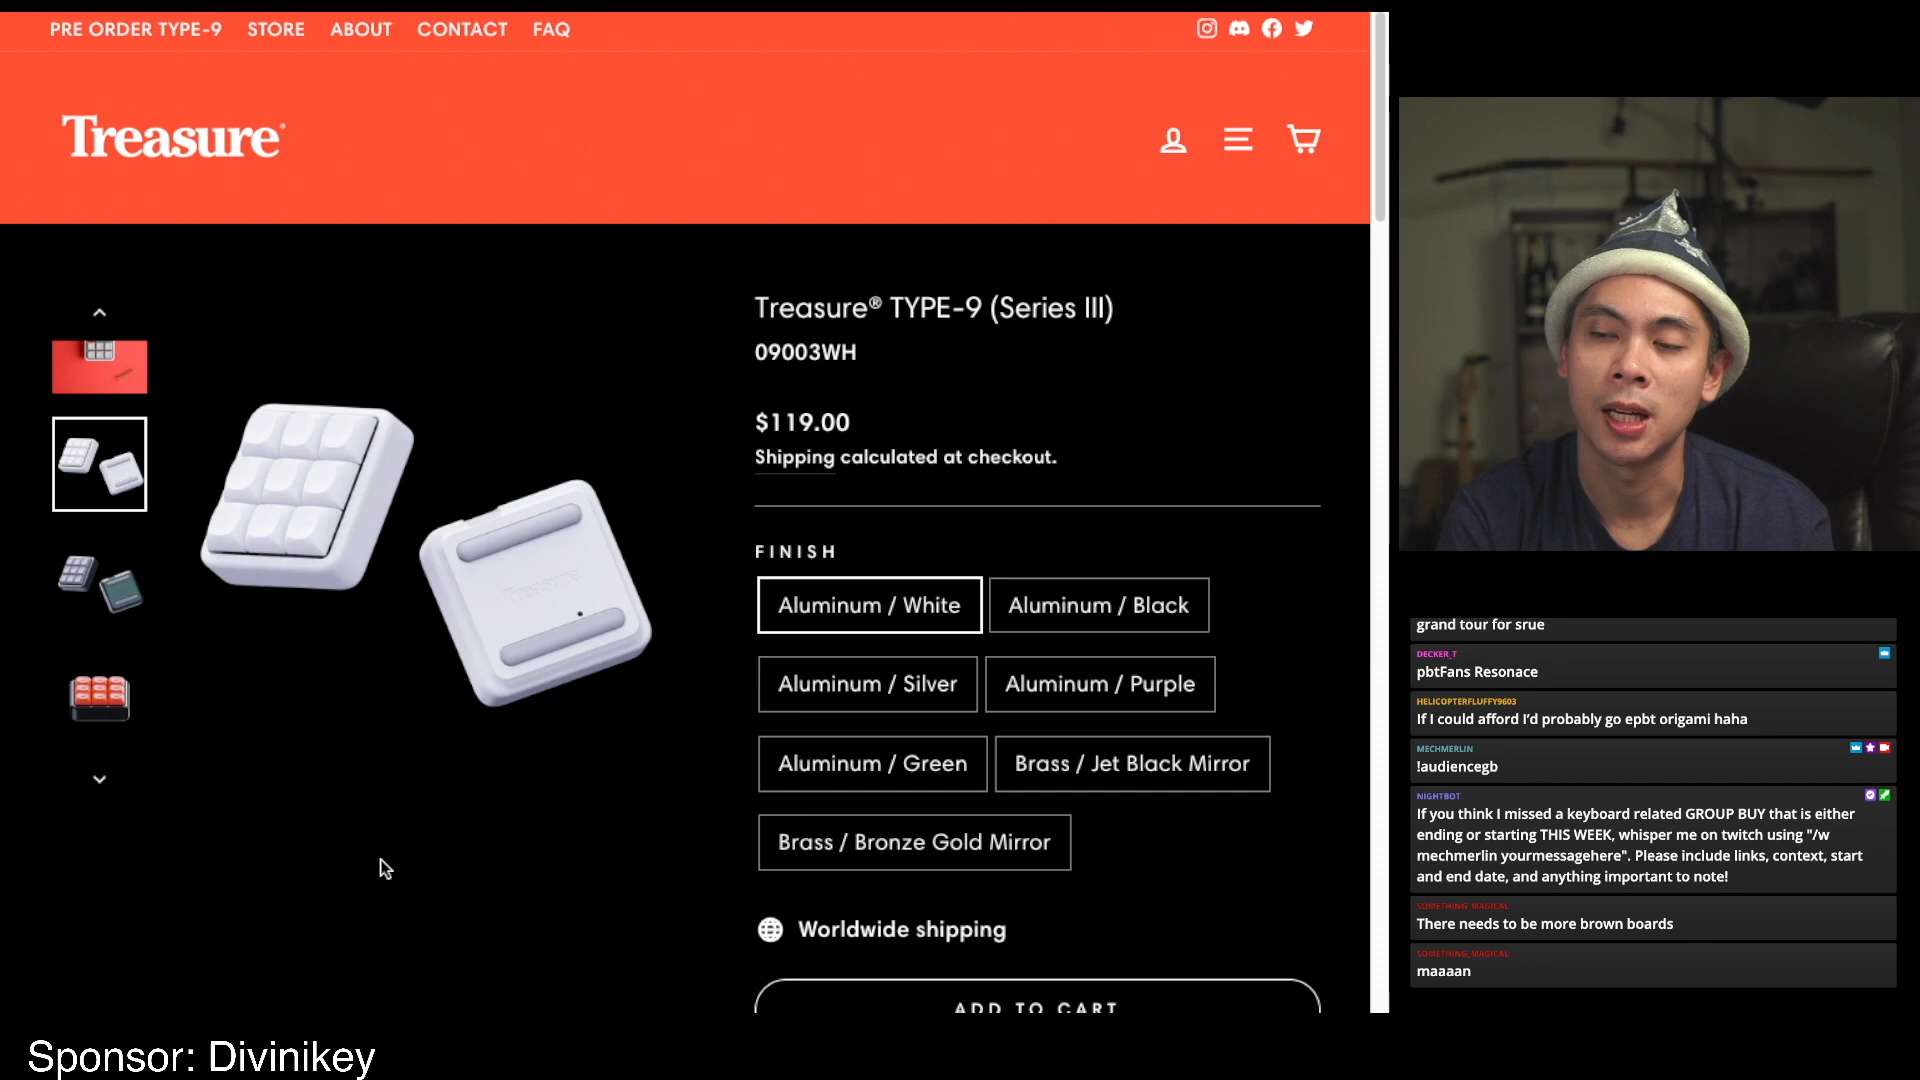 PRE ORDER TYPE-9 STORE ABOUT CONTACT FAQ
Treasure®
Treasure® TYPE-9 (Series III)
09003WH
$119.00
Shipping calculated at checkout.
FINISH
Aluminum / White Aluminum / Black
Aluminum / Silver Aluminum / Purple
Aluminum / Green Brass / Jet Black Mirror
Brass / Bronze Gold Mirror
Worldwide shipping
ADD TO CART
Treasure
grand tour for srue
DECKER_T
pbtFans Resonace
HELICOPTERFLUFFY9603
If I could afford I'd probably go epbt origami haha
MECHMERLIN
!audiencegb
NIGHTBOT
If you think I missed a keyboard related GROUP BUY that is either
ending or starting THIS WEEK, whisper me on twitch using "/w
mechmerlin yourmessagehere". Please include links, context, start
and end date, and anything important to note!
SOMETHING_MAGICAL
There needs to be more brown boards
SOMETHING_MAGICAL
maaaan
Sponsor: Divinikey